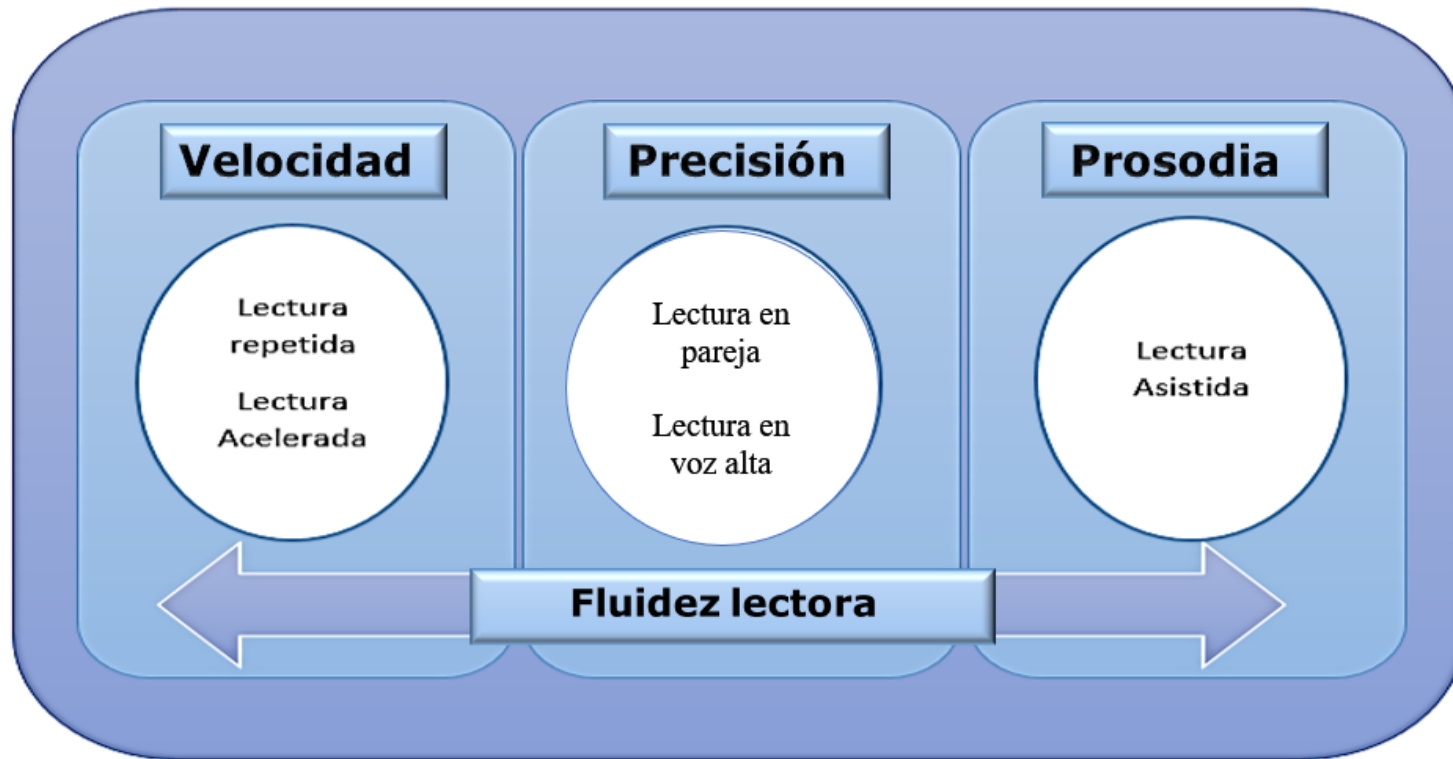 Velocidad
Lectura
repetida
Lectura
Acelerada
Precisión
Lectura en
pareja
Lectura en
voz alta
Prosodia
Lectura
Asistida
Fluidez lectora